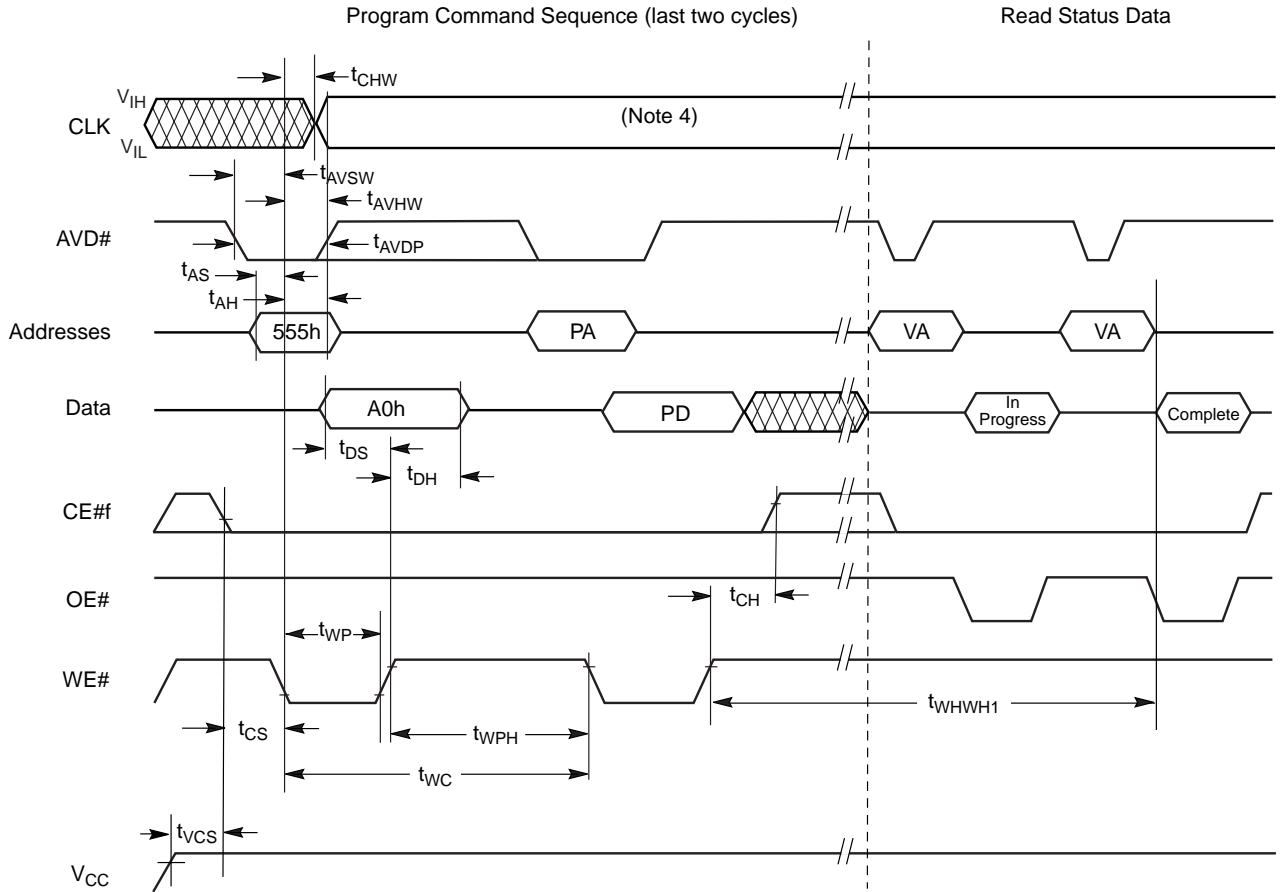 Program Command Sequence (last two cycles)
Read Status Data
tCHW
VIH
CLK
VIL
(Note 4)
tAVSW
tAVHW
AVD#
tAVDP
tAS
tAH
Addresses
555h
PA
VA
VA
Data
A0h
PD
In
Progress
Complete
tDS
tDH
CE#f
OE#
tCH
tWP
WE#
tWHWH1
tCS
tWPH
tWC
tVCS
VCC